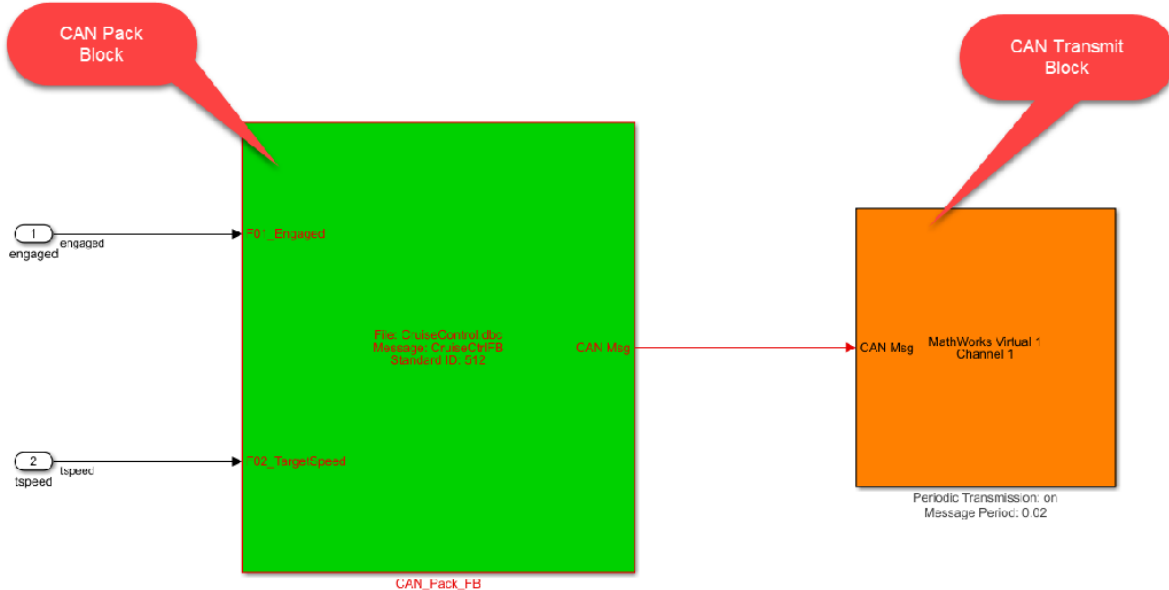 CAN Pack
Block
CAN Transmit
Block
1
engaged
engaged
F01_Engaged
File: CruiseControl.dbc
Message: CruiseCtrlFB
Standard ID: 512
CAN Msg
CAN Msg
MathWorks Virtual 1
Channel 1
2
tspeed
tspeed
F02_TargetSpeed
Periodic Transmission: on
Message Period: 0.02
CAN_Pack_FB